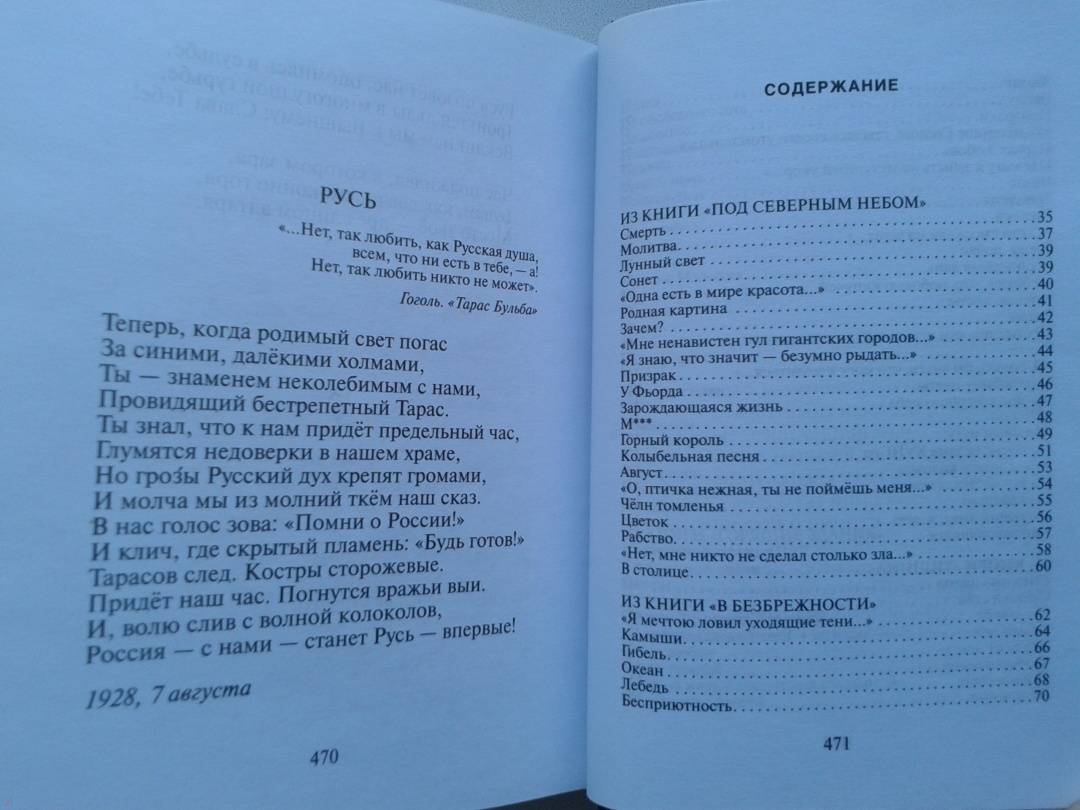 РУСЬ
«...Нет, так любить, как Русская душа,
всем, что ни есть в тебе, — а!
Нет, так любить никто не может».
Гоголь. «Тарас Бульба»
Теперь, когда родимый свет погас
За синими, далёкими холмами,
Ты — знаменем неколебимым с нами,
Провидящий бестрепетный Тарас.
Ты знал, что к нам придёт предельный час,
Глумятся недоверки в нашем храме,
Но гро́зы Русский дух крепят громами,
И молча мы из молний ткём наш сказ.
В нас голос зова: «Помни о России!»
И клич, где скрытый пламень: «Будь готов!»
Тарасов след. Костры сторожевые.
Придёт наш час. Погнутся вражьи выи.
И, волю слив с волной колоколов,
Россия — с нами — станет Русь — впервые!
1928, 7 августа
470
СОДЕРЖАНИЕ
ИЗ КНИГИ «ПОД СЕВЕРНЫМ НЕБОМ»
Смерть 35
Молитва 37
Лунный свет 39
Сонет 39
«Одна есть в мире красота...» 40
Родная картина 41
Зачем? 42
«Мне ненавистен гул гигантских городов...» 43
«Я знаю, что значит — безумно рыдать...» 44
Призрак 45
У Фьорда 46
Зарождающаяся жизнь 47
М*** 48
Горный король 49
Колыбельная песня 51
Август 53
«О, птичка нежная, ты не поймёшь меня...» 54
Чёлн томленья 55
Цветок 56
Рабство 57
«Нет, мне никто не сделал столько зла...» 58
В столице 60
ИЗ КНИГИ «В БЕЗБРЕЖНОСТИ»
«Я мечтою ловил уходящие тени...» 62
Камыши 64
Гибель 66
Океан 67
Лебедь 68
Бесприютность 70
471